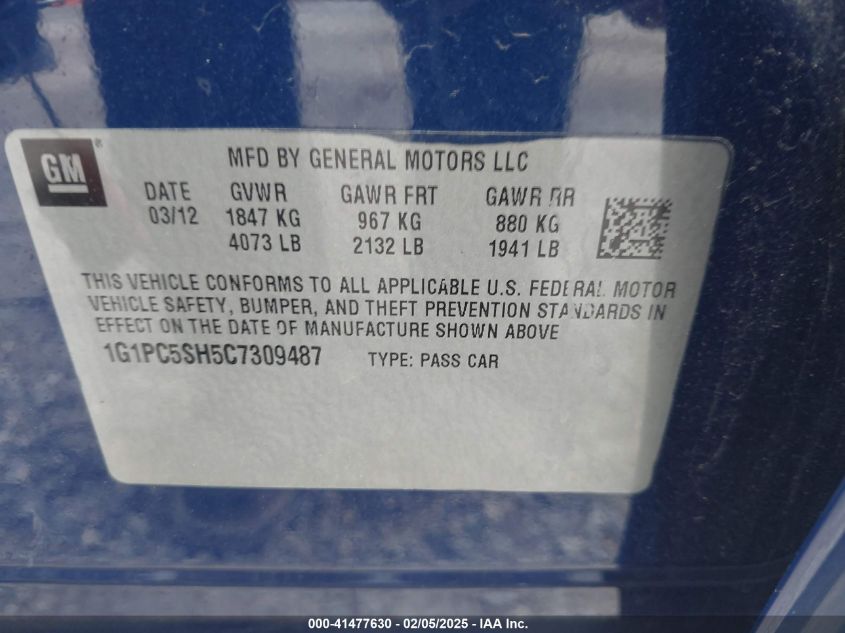 GM®
MFD BY GENERAL MOTORS LLC
DATE GVWR GAWR FRT GAWR RR
03/12 1847 KG 967 KG 880 KG
4073 LB 2132 LB 1941 LB
THIS VEHICLE CONFORMS TO ALL APPLICABLE U.S. FEDERAL MOTOR
VEHICLE SAFETY, BUMPER, AND THEFT PREVENTION STANDARDS IN
EFFECT ON THE DATE OF MANUFACTURE SHOWN ABOVE
1G1PC5SH5C7309487 TYPE: PASS CAR
000-41477630 - 02/05/2025 - IAA Inc.